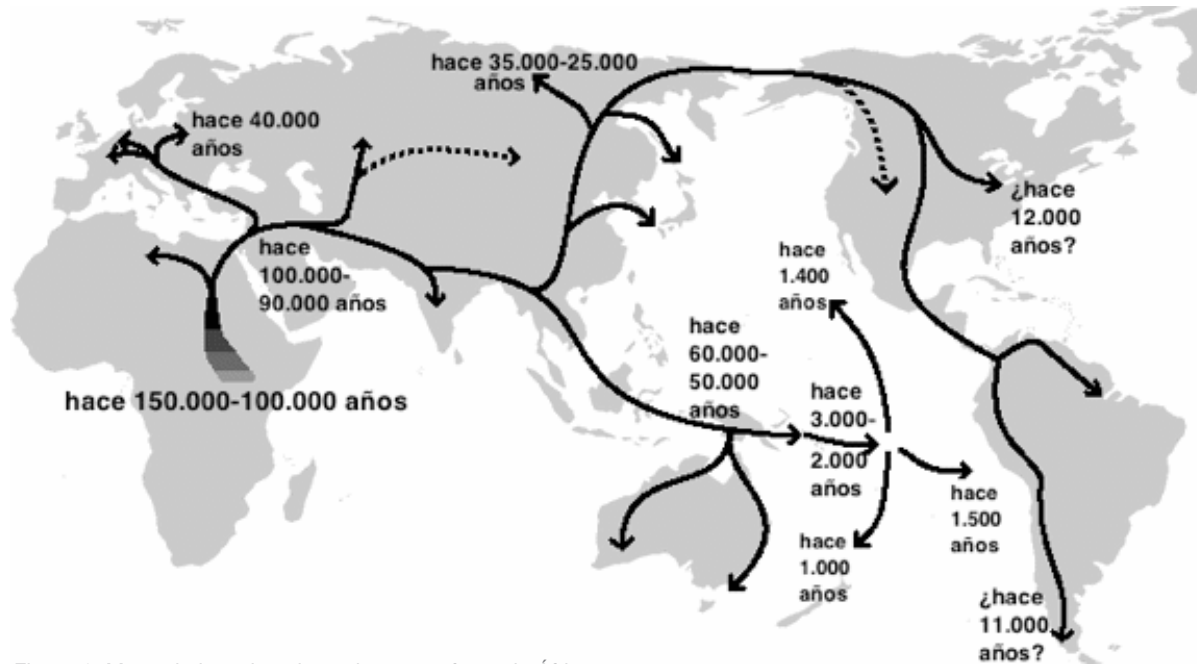 hace 35.000-25.000
años
hace 40.000
años
hace
100.000-
90.000 años
hace 150.000-100.000 años
¿hace
12.000
años?
hace
1.400
años
hace
60.000-
50.000
años
hace
3.000-
2.000
años
hace
1.500
años
hace
1.000
años
¿hace
11.000
años?